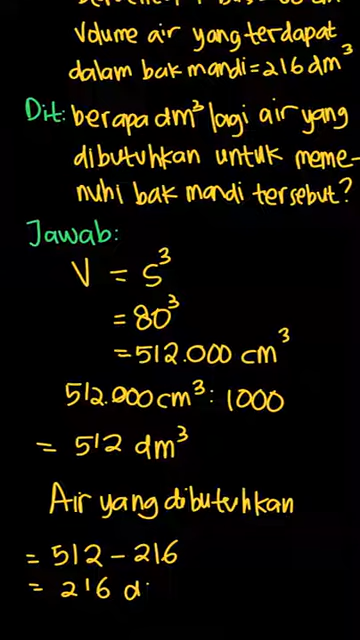 volume air yang terdapat
dalam bak mandi = 216 dm³
Dit: berapa dm³ lagi air yang
dibutuhkan untuk meme-
nuhi bak mandi tersebut?
Jawab:
V = S³
= 80³
= 512.000 cm³
512.000 cm³ : 1000
= 512 dm³
Air yang dibutuhkan
= 512 - 216
= 216 d